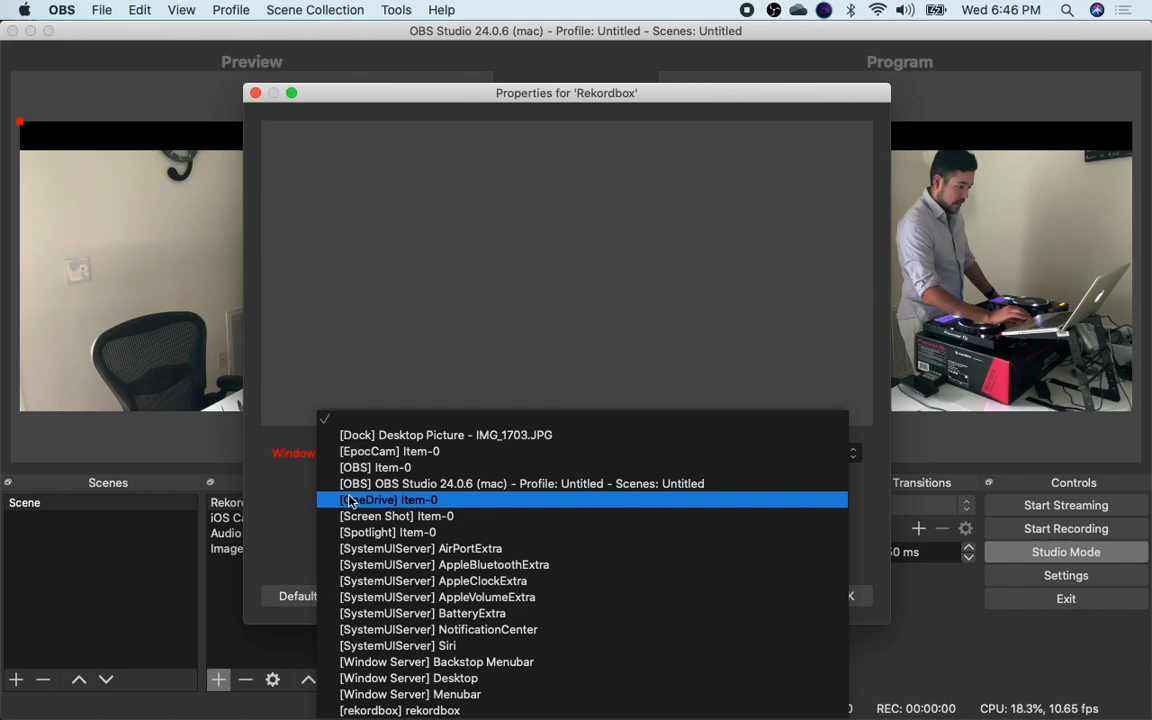 OBS File Edit View Profile Scene Collection Tools Help Wed 6:46 PM
OBS Studio 24.0.6 (mac) - Profile: Untitled - Scenes: Untitled
Preview
Program
Properties for 'Rekordbox'
[Dock] Desktop Picture - IMG_1703.JPG
Window
[EpocCam] Item-0
[OBS] Item-0
[OBS] OBS Studio 24.0.6 (mac) - Profile: Untitled - Scenes: Untitled
[OneDrive] Item-0
[Screen Shot] Item-0
[Spotlight] Item-0
[SystemUIServer] AirPortExtra
[SystemUIServer] AppleBluetoothExtra
[SystemUIServer] AppleClockExtra
[SystemUIServer] AppleVolumeExtra
[SystemUIServer] BatteryExtra
[SystemUIServer] NotificationCenter
[SystemUIServer] Siri
[Window Server] Backstop Menubar
[Window Server] Desktop
[Window Server] Menubar
[rekordbox] rekordbox
Default
K
Scenes
Scene
Rekor
iOS C
Audio
Image
Transitions
0 ms
Controls
Start Streaming
Start Recording
Studio Mode
Settings
Exit
0 REC: 00:00:00 CPU: 18.3%, 10.65 fps